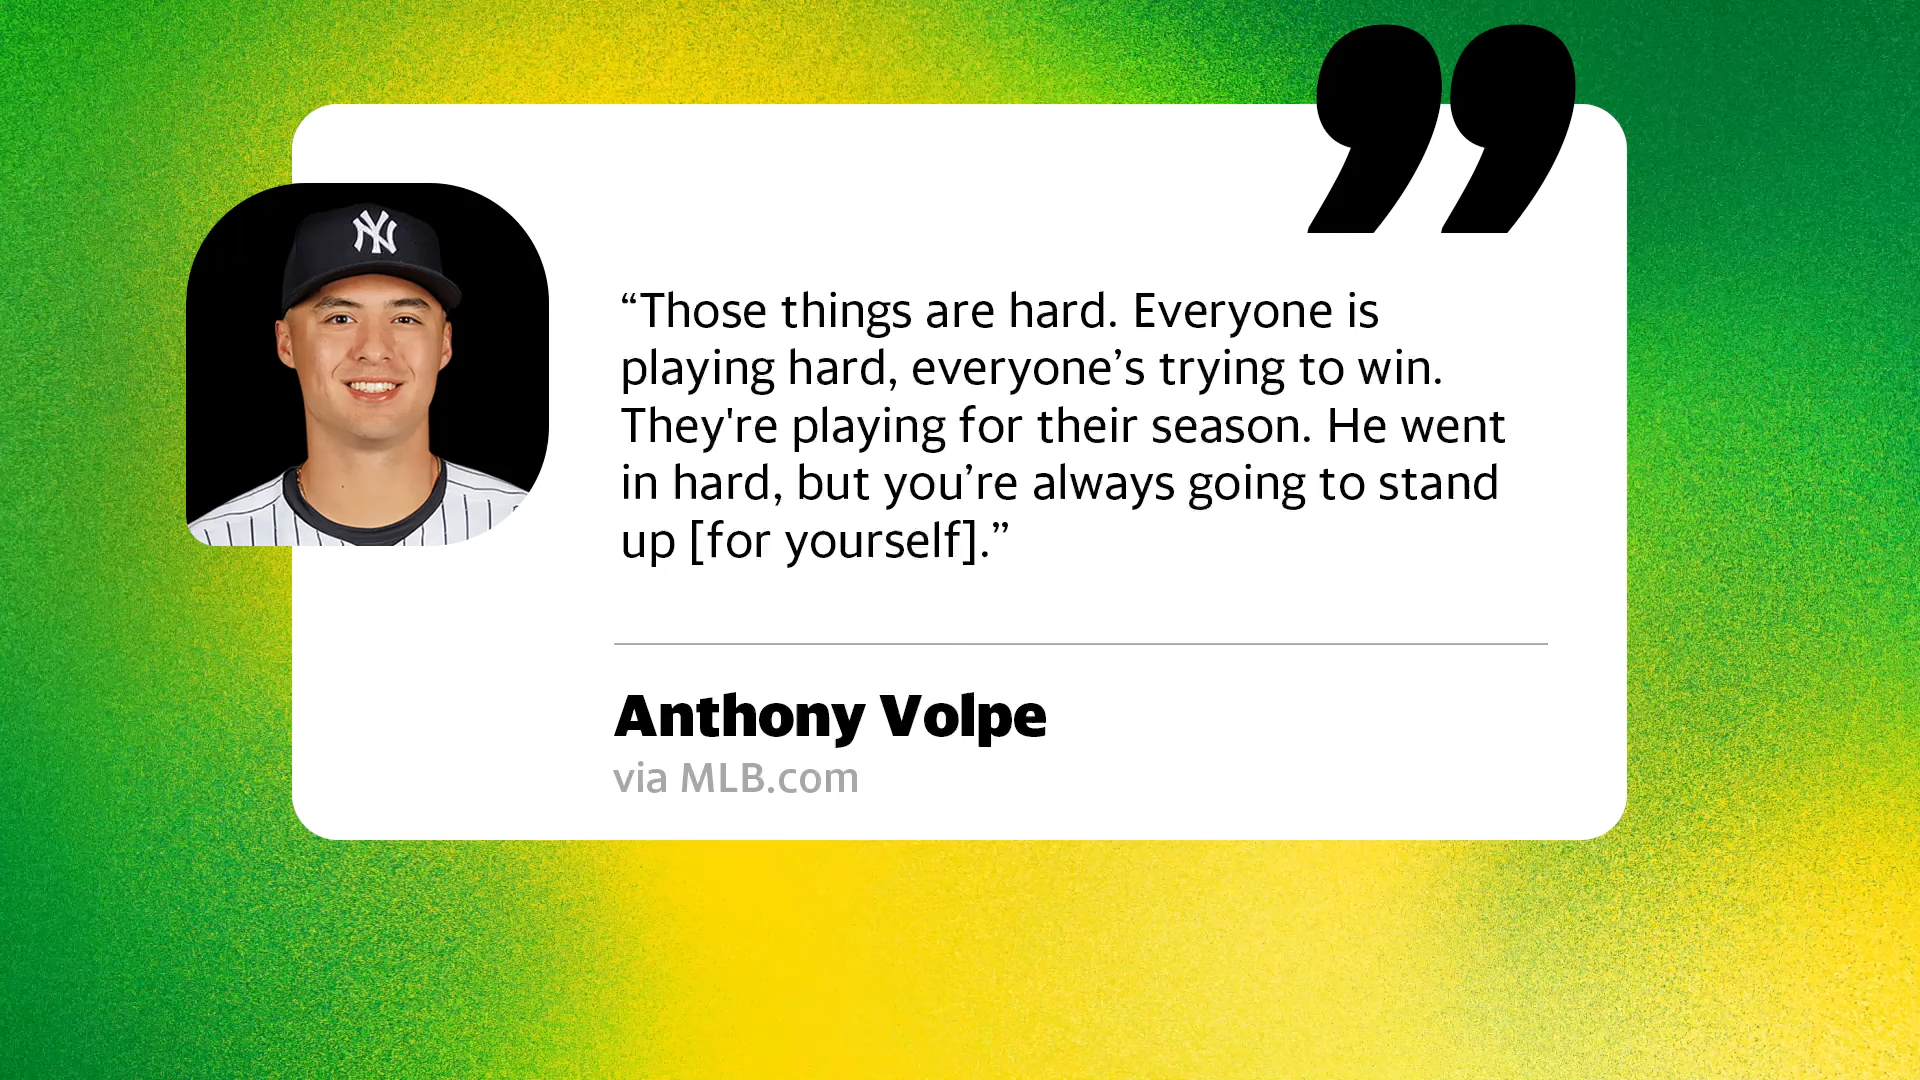 NY
“Those things are hard. Everyone is
playing hard, everyone’s trying to win.
They're playing for their season. He went
in hard, but you’re always going to stand
up [for yourself].”
Anthony Volpe
via MLB.com